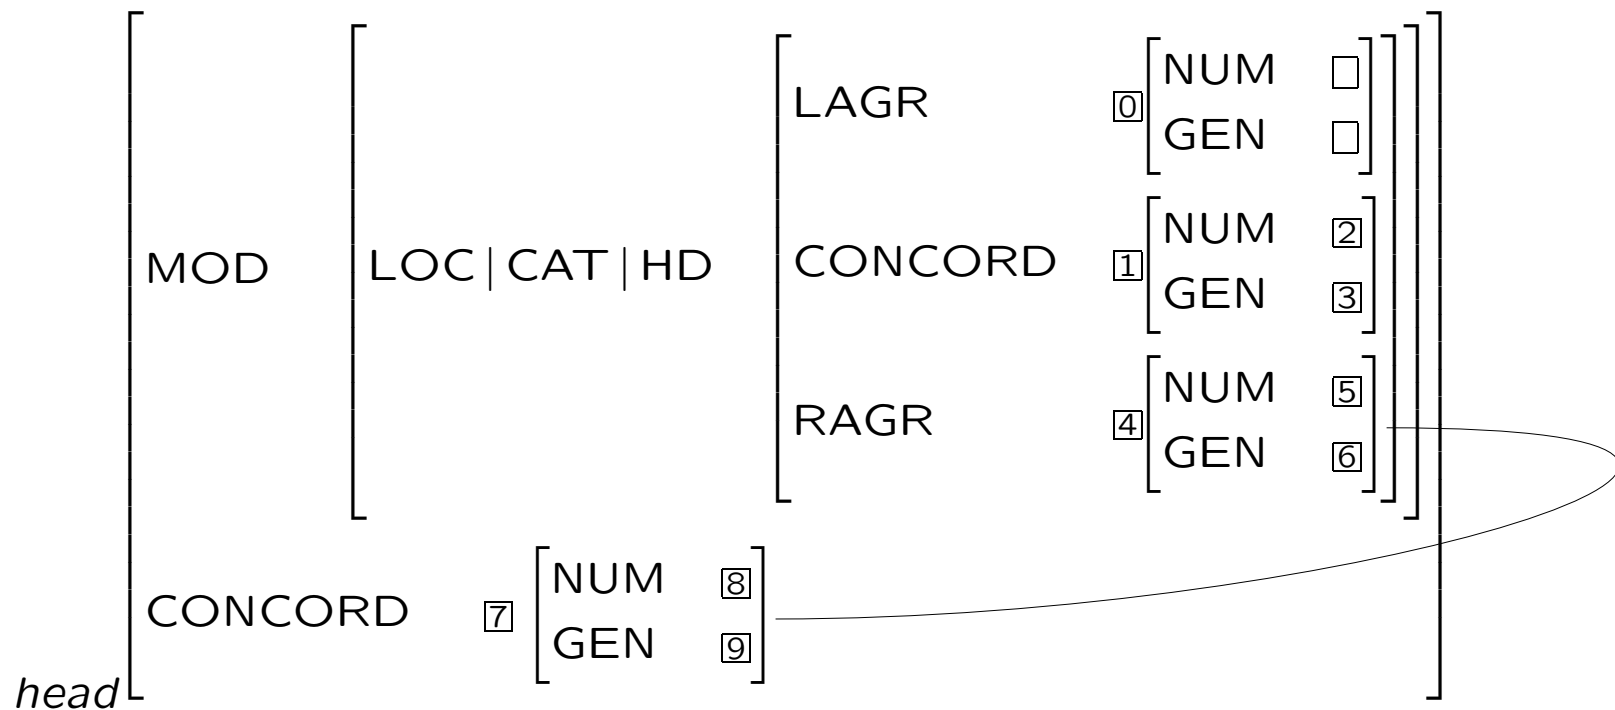 NUM □
LAGR 0
GEN □
NUM 2
MOD LOC|CAT|HD CONCORD 1
GEN 3
NUM 5
RAGR 4
GEN 6
NUM 8
CONCORD 7
GEN 9
head